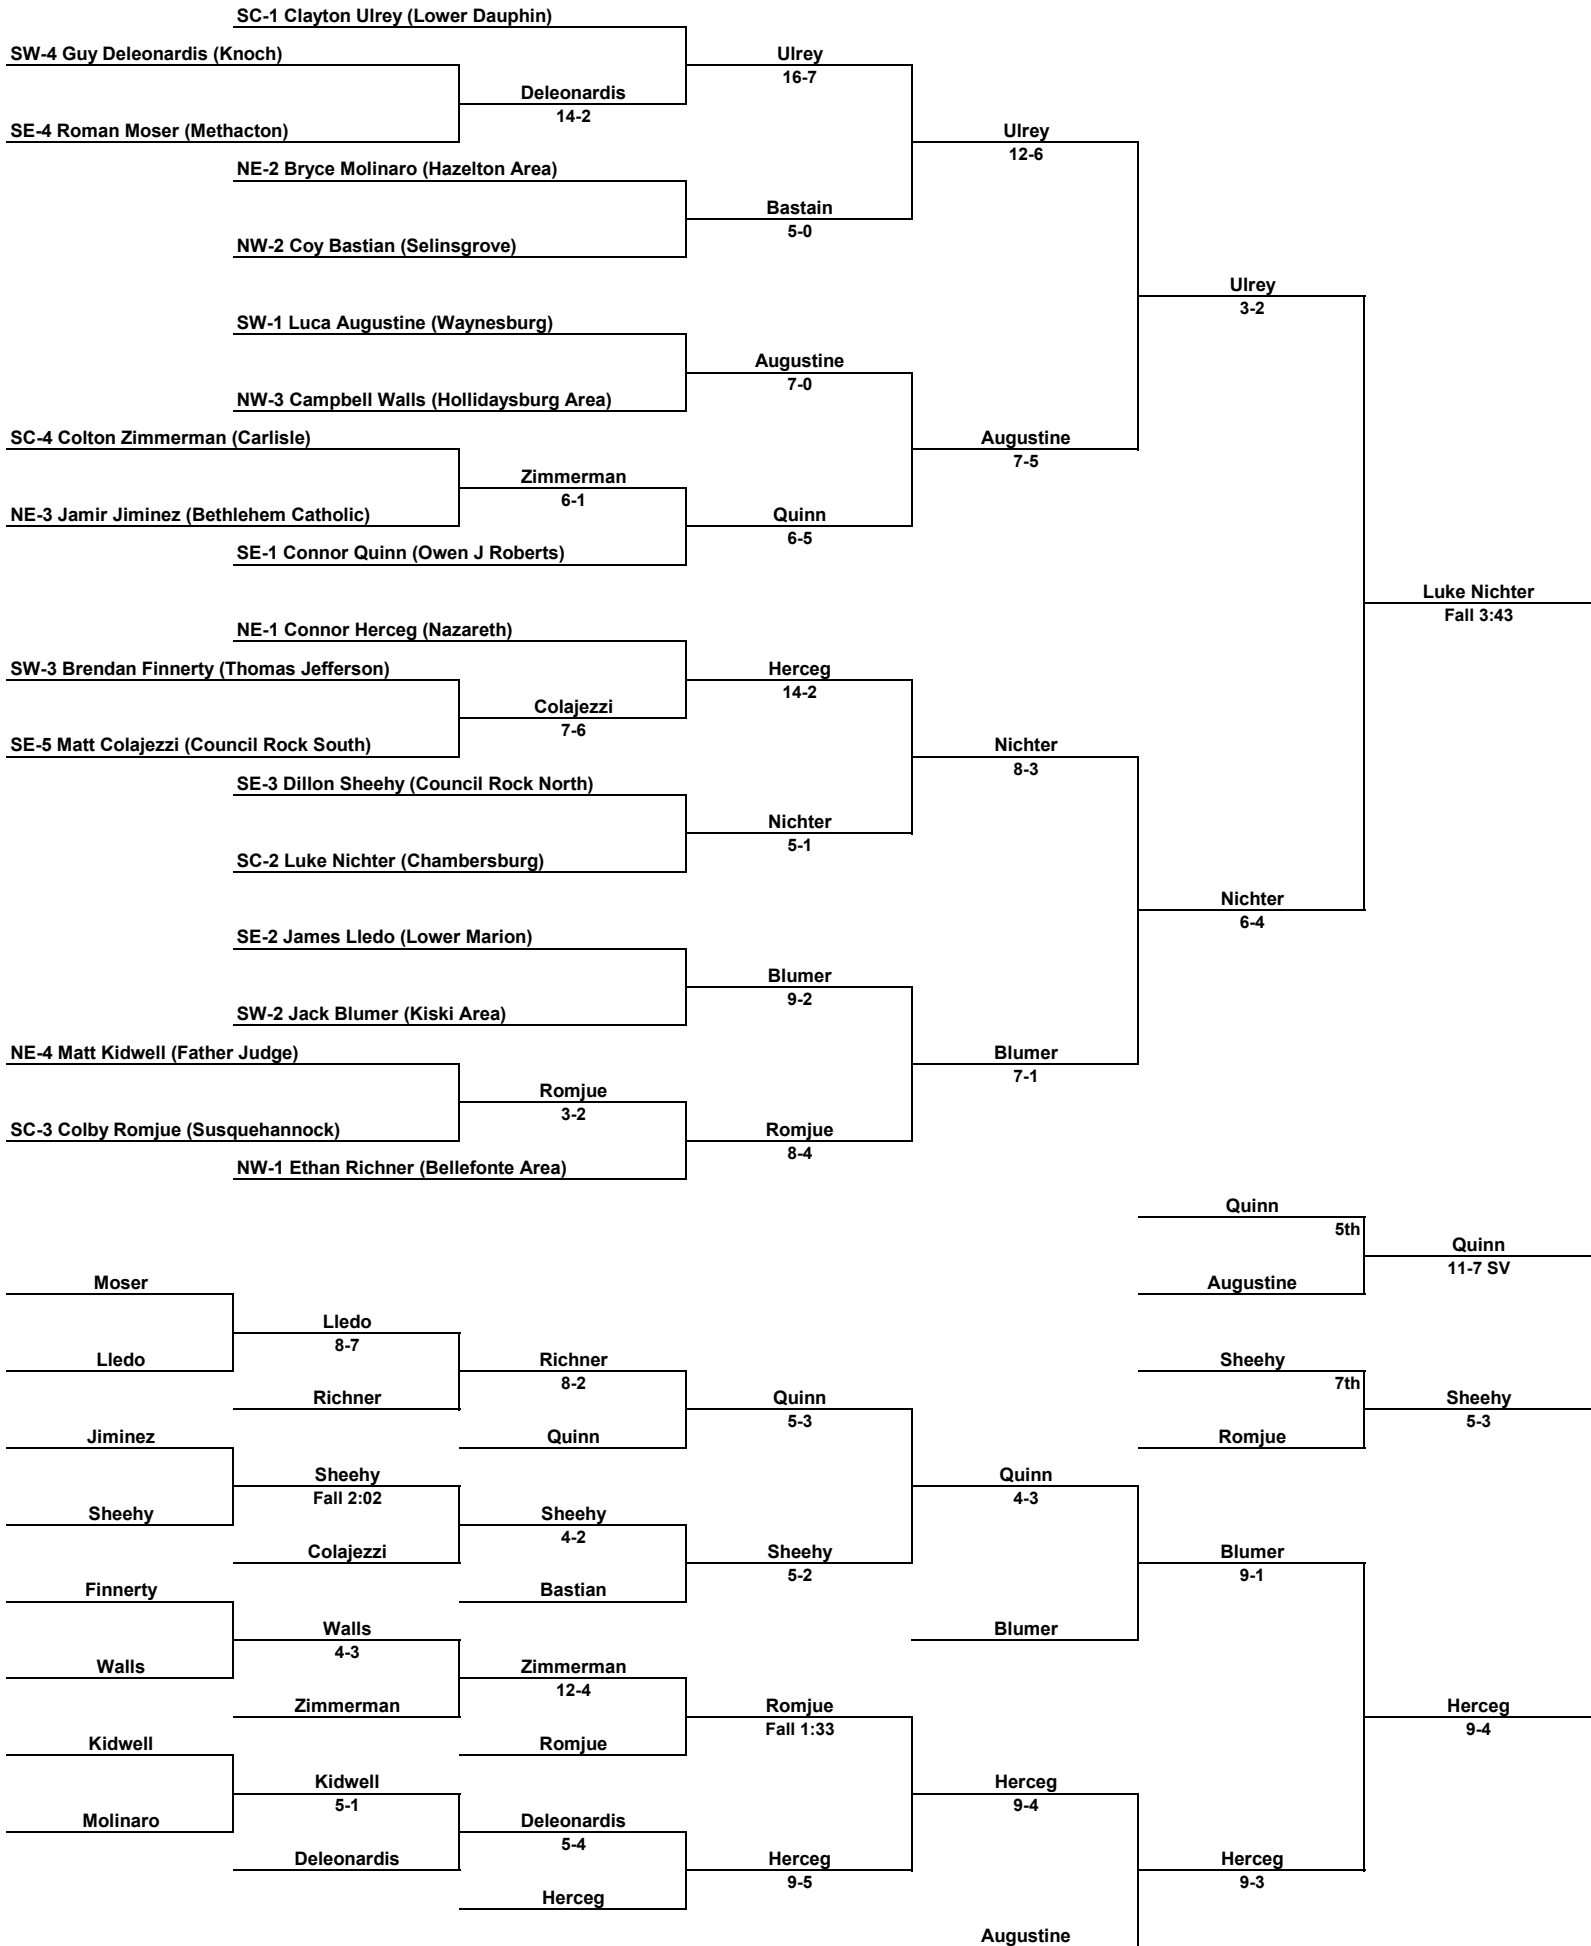 SC-1 Clayton Ulrey (Lower Dauphin)
SW-4 Guy Deleonardis (Knoch)
Ulrey
16-7
Deleonardis
14-2
SE-4 Roman Moser (Methacton)
Ulrey
12-6
NE-2 Bryce Molinaro (Hazelton Area)
Bastain
5-0
NW-2 Coy Bastian (Selinsgrove)
Ulrey
3-2
SW-1 Luca Augustine (Waynesburg)
Augustine
7-0
NW-3 Campbell Walls (Hollidaysburg Area)
SC-4 Colton Zimmerman (Carlisle)
Augustine
7-5
Zimmerman
6-1
NE-3 Jamir Jiminez (Bethlehem Catholic)
Quinn
6-5
SE-1 Connor Quinn (Owen J Roberts)
Luke Nichter
Fall 3:43
NE-1 Connor Herceg (Nazareth)
SW-3 Brendan Finnerty (Thomas Jefferson)
Herceg
14-2
Colajezzi
7-6
SE-5 Matt Colajezzi (Council Rock South)
Nichter
8-3
SE-3 Dillon Sheehy (Council Rock North)
Nichter
5-1
SC-2 Luke Nichter (Chambersburg)
Nichter
6-4
SE-2 James Lledo (Lower Marion)
Blumer
9-2
SW-2 Jack Blumer (Kiski Area)
NE-4 Matt Kidwell (Father Judge)
Blumer
7-1
Romjue
3-2
SC-3 Colby Romjue (Susquehannock)
Romjue
8-4
NW-1 Ethan Richner (Bellefonte Area)
Quinn
5th
Quinn
11-7 SV
Augustine
Moser
Lledo
8-7
Lledo
Richner
8-2
Sheehy
7th
Sheehy
5-3
Romjue
Richner
Quinn
5-3
Quinn
Jiminez
Sheehy
Fall 2:02
Quinn
4-3
Sheehy
Sheehy
4-2
Colajezzi
Sheehy
5-2
Blumer
9-1
Finnerty
Bastian
Walls
4-3
Blumer
Walls
Zimmerman
12-4
Zimmerman
Romjue
Fall 1:33
Herceg
9-4
Kidwell
Romjue
Kidwell
5-1
Herceg
9-4
Molinaro
Deleonardis
5-4
Deleonardis
Herceg
9-5
Herceg
9-3
Herceg
Augustine